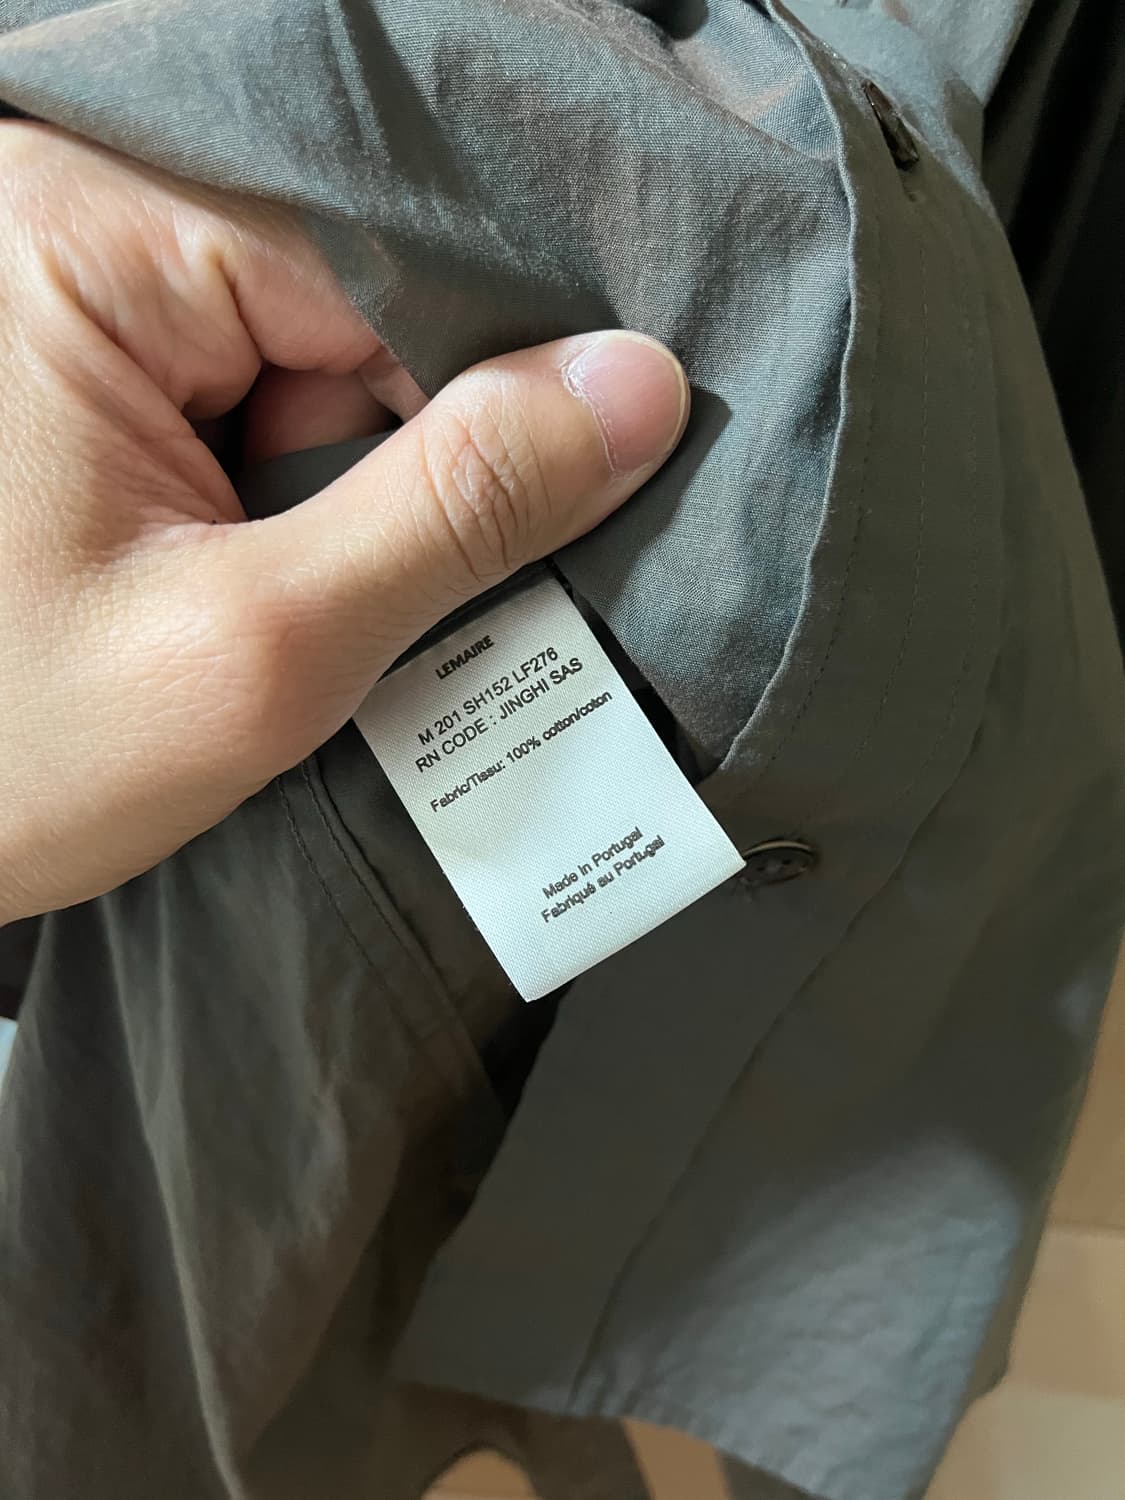 LEMAIRE
M 201 SH152 LF276
RN CODE : JINGHI SAS
Fabric/Tissu: 100% cotton/coton
Made in Portugal
Fabriqué au Portugal